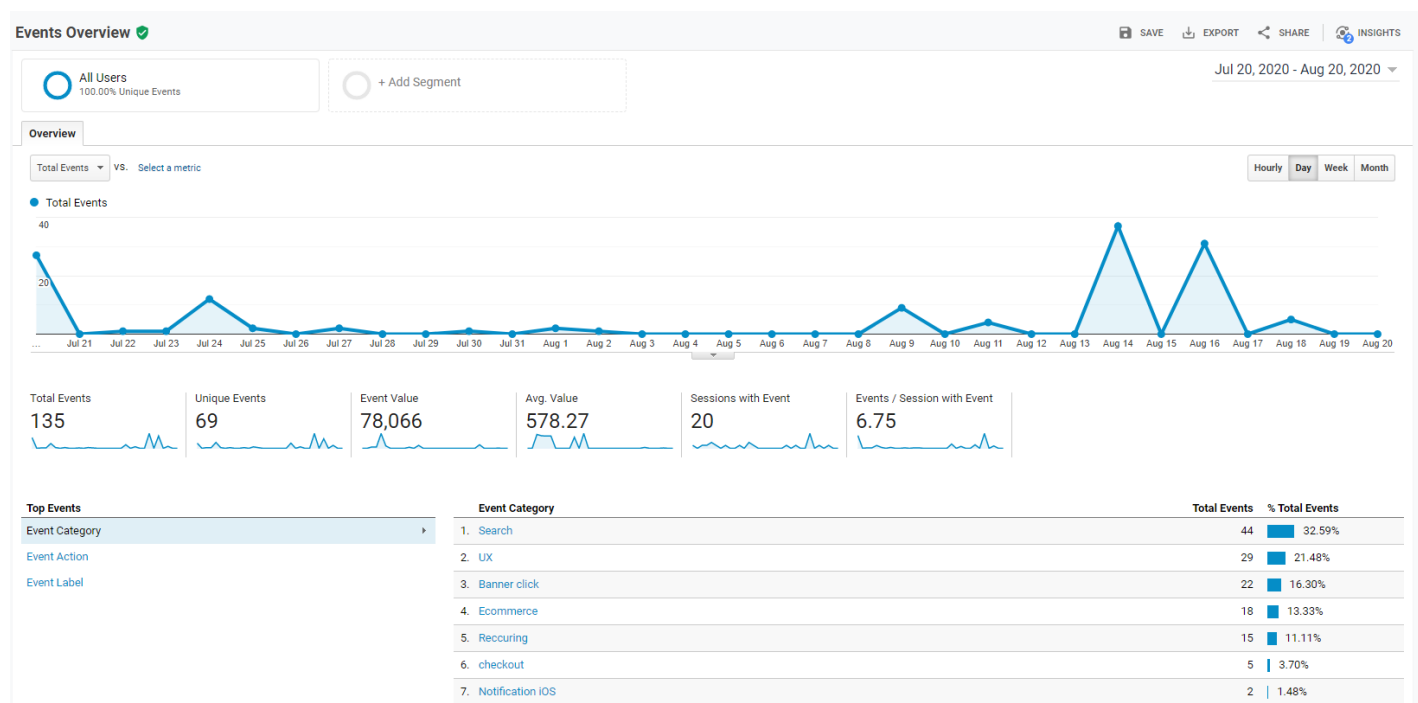 Events Overview
SAVE EXPORT SHARE 2 INSIGHTS
All Users
100.00% Unique Events
+ Add Segment
Jul 20, 2020 - Aug 20, 2020
Overview
Total Events VS. Select a metric
Hourly Day Week Month
Total Events
40
20
... Jul 21 Jul 22 Jul 23 Jul 24 Jul 25 Jul 26 Jul 27 Jul 28 Jul 29 Jul 30 Jul 31 Aug 1 Aug 2 Aug 3 Aug 4 Aug 5 Aug 6 Aug 7 Aug 8 Aug 9 Aug 10 Aug 11 Aug 12 Aug 13 Aug 14 Aug 15 Aug 16 Aug 17 Aug 18 Aug 19 Aug 20
Total Events Unique Events Event Value Avg. Value Sessions with Event Events / Session with Event
135 69 78,066 578.27 20 6.75
Top Events
Event Category
Event Action
Event Label
Event Category Total Events % Total Events
1. Search 44 32.59%
2. UX 29 21.48%
3. Banner click 22 16.30%
4. Ecommerce 18 13.33%
5. Reccuring 15 11.11%
6. checkout 5 3.70%
7. Notification iOS 2 1.48%